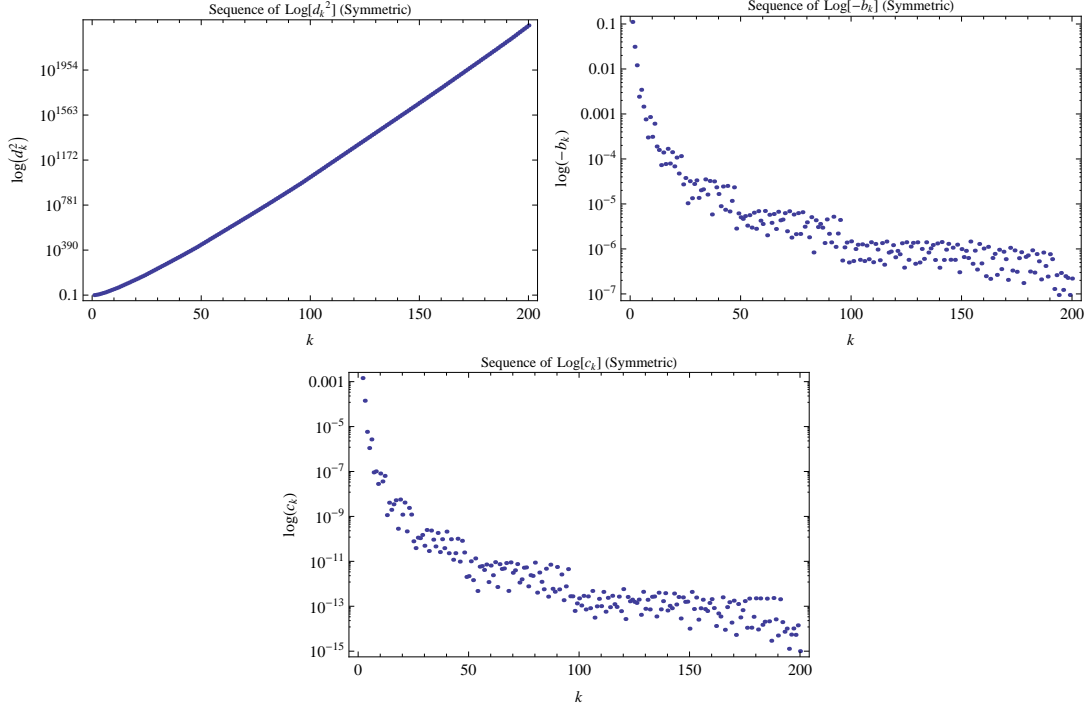 Sequence of Log[d_k^2] (Symmetric)
log(d_k^2)
10^1954
10^1563
10^1172
10^781
10^390
0.1
0 50 100 150 200
k
Sequence of Log[-b_k] (Symmetric)
log(-b_k)
0.1
0.01
0.001
10^-4
10^-5
10^-6
10^-7
0 50 100 150 200
k
Sequence of Log[c_k] (Symmetric)
log(c_k)
0.001
10^-5
10^-7
10^-9
10^-11
10^-13
10^-15
0 50 100 150 200
k